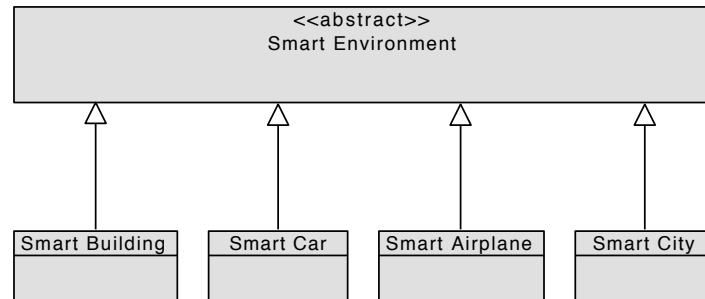 <<abstract>>
Smart Environment
Smart Building
Smart Car
Smart Airplane
Smart City